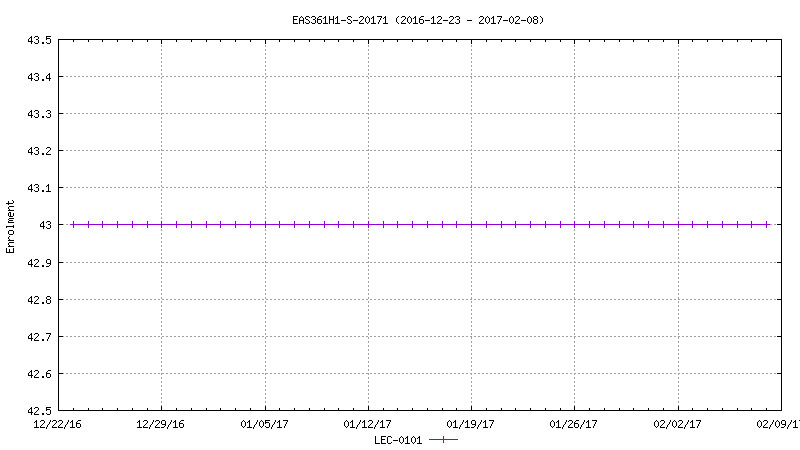 EAS361H1-S-20171 (2016-12-23 - 2017-02-08)
43.5
43.4
43.3
43.2
43.1
43
42.9
42.8
42.7
42.6
42.5
Enrolment
12/22/16 12/29/16 01/05/17 01/12/17 01/19/17 01/26/17 02/02/17 02/09/1
LEC-0101